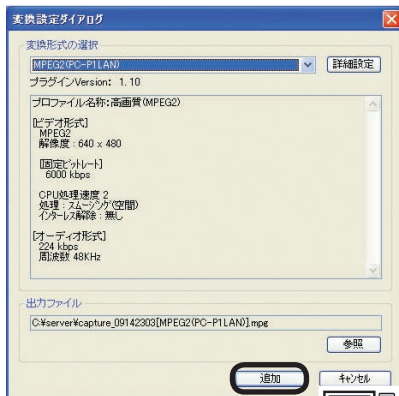 変換設定ダイアログ
変換形式の選択
MPEG2(PC-P1LAN)
詳細設定
プラグインVersion: 1.10
プロファイル名称:高画質(MPEG2)
[ビデオ形式]
MPEG2
解像度:640 x 480
[固定ビットレート]
6000 kbps
CPU処理速度 2
処理:スムージング(空間)
インターレス解除:無し
[オーディオ形式]
224 kbps
周波数 48KHz
出力ファイル
C:¥server¥capture_09142303[MPEG2(PC-P1LAN)].mpg
参照
追加
キャンセル